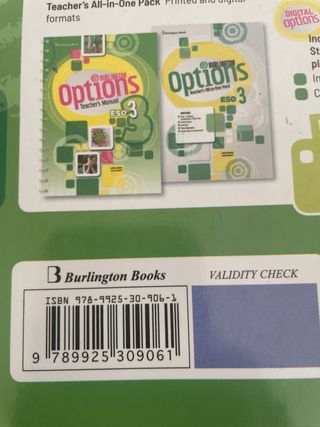 Teacher's All-in-One Pack Printed and digital
formats
DIGITAL
options
Burlington Books
BURLINGTON
Options
Teacher's Manual
ESO 3
Burlington Books
BURLINGTON
Options
Teacher's All-in-One Pack
ESO 3
Burlington Books
VALIDITY CHECK
ISBN 978-9925-30-906-1
9 789925 309061